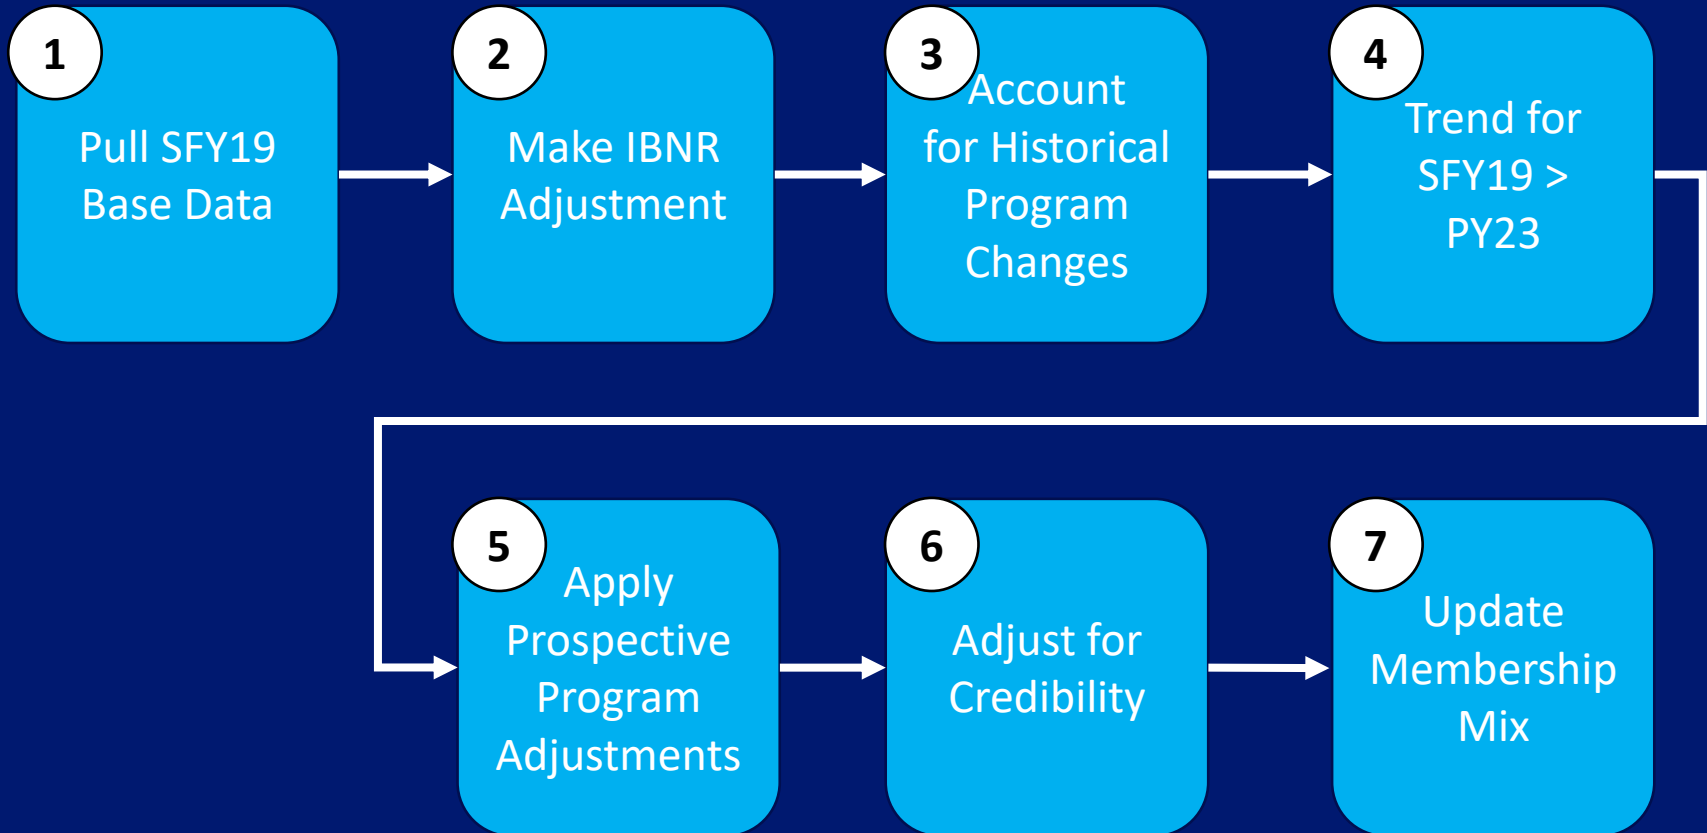 1
Pull SFY19
Base Data
2
Make IBNR
Adjustment
3
Account
for Historical
Program
Changes
4
Trend for
SFY19 >
PY23
5
Apply
Prospective
Program
Adjustments
6
Adjust for
Credibility
7
Update
Membership
Mix